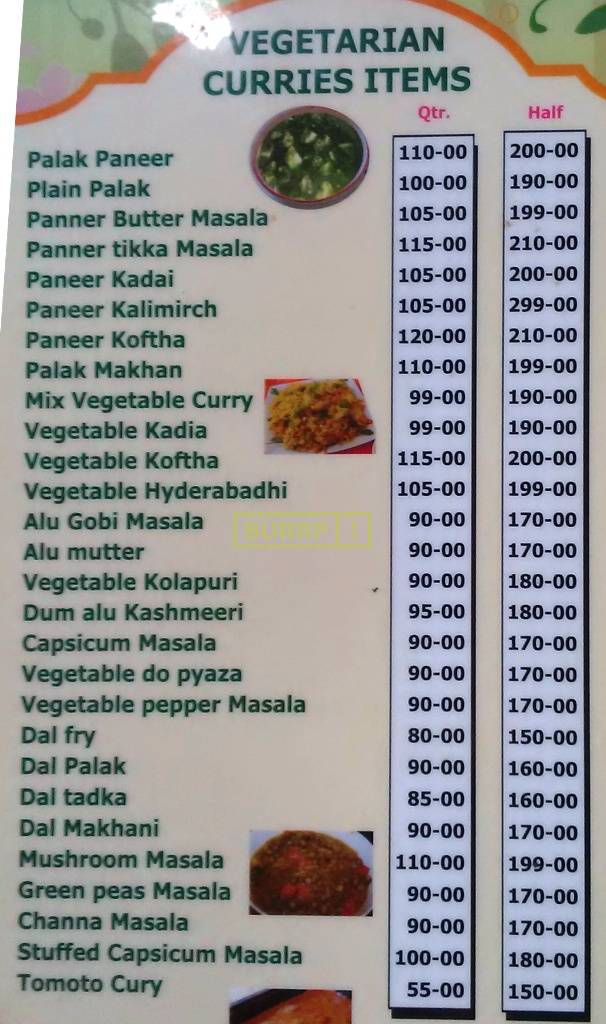 VEGETARIAN
CURRIES ITEMS
Qtr. Half
Palak Paneer 110-00 200-00
Plain Palak 100-00 190-00
Panner Butter Masala 105-00 199-00
Panner tikka Masala 115-00 210-00
Paneer Kadai 105-00 200-00
Paneer Kalimirch 105-00 299-00
Paneer Koftha 120-00 210-00
Palak Makhan 110-00 199-00
Mix Vegetable Curry 99-00 190-00
Vegetable Kadia 99-00 190-00
Vegetable Koftha 115-00 200-00
Vegetable Hyderabadhi 105-00 199-00
Alu Gobi Masala 90-00 170-00
BURRP!
Alu mutter 90-00 170-00
Vegetable Kolapuri 90-00 180-00
Dum alu Kashmeeri 95-00 180-00
Capsicum Masala 90-00 170-00
Vegetable do pyaza 90-00 170-00
Vegetable pepper Masala 90-00 170-00
Dal fry 80-00 150-00
Dal Palak 90-00 160-00
Dal tadka 85-00 160-00
Dal Makhani 90-00 170-00
Mushroom Masala 110-00 199-00
Green peas Masala 90-00 170-00
Channa Masala 90-00 170-00
Stuffed Capsicum Masala 100-00 180-00
Tomoto Cury 55-00 150-00